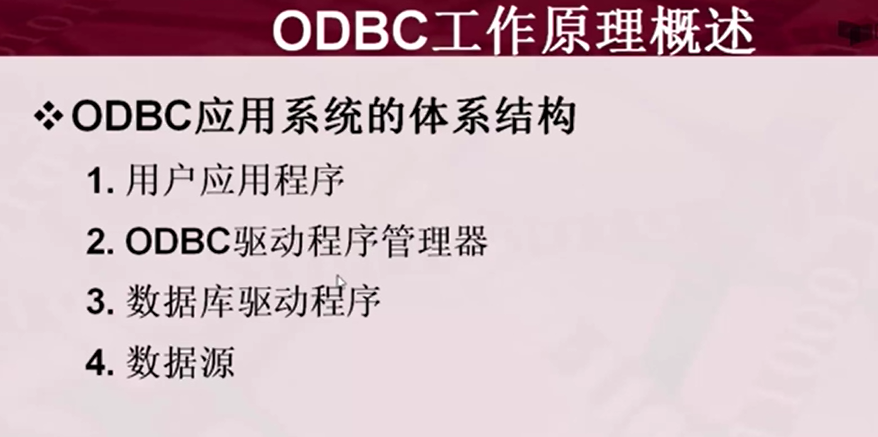 ODBC工作原理概述
❖ODBC应用系统的体系结构
1. 用户应用程序
2. ODBC驱动程序管理器
3. 数据库驱动程序
4. 数据源